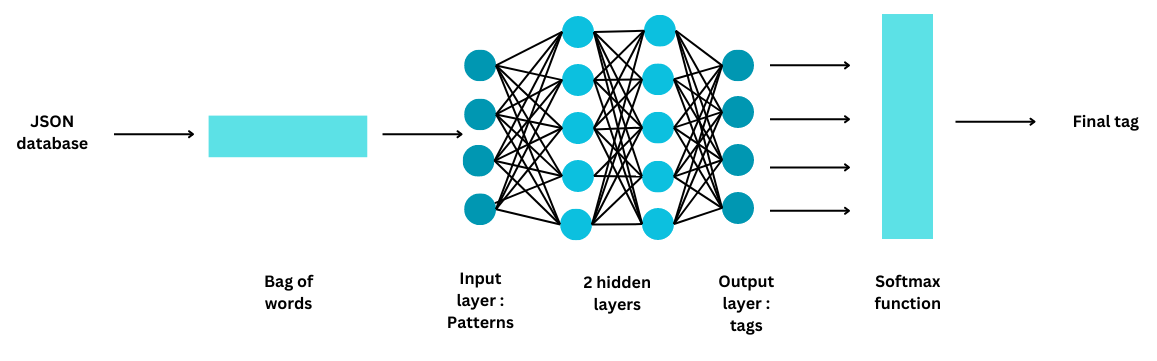 JSON
database
Final tag
Bag of
words
Input
layer :
Patterns
2 hidden
layers
Output
layer :
tags
Softmax
function